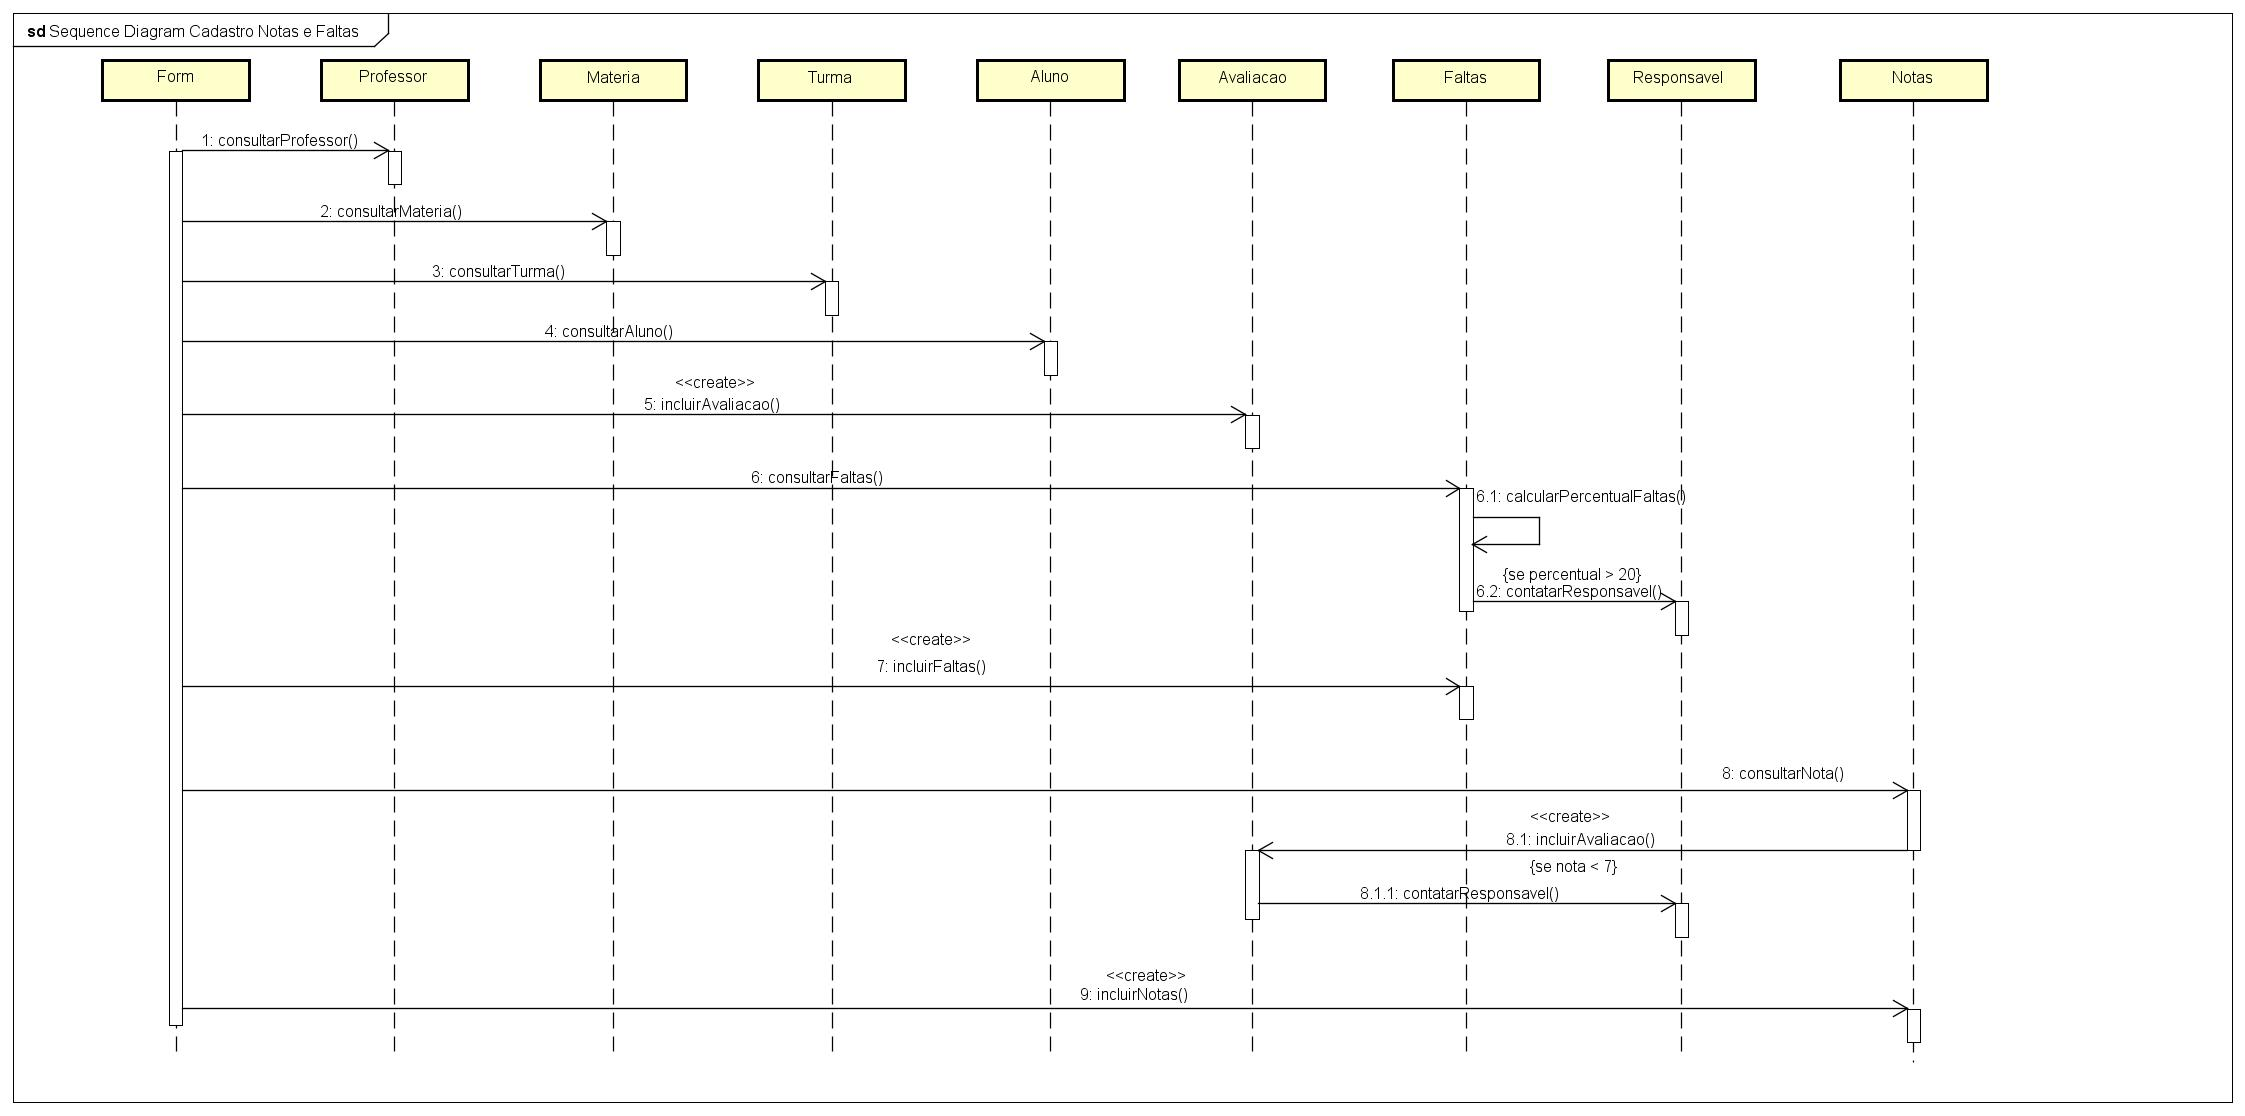 sd Sequence Diagram Cadastro Notas e Faltas
Form
Professor
Materia
Turma
Aluno
Avaliacao
Faltas
Responsavel
Notas
1: consultarProfessor()
2: consultarMateria()
3: consultarTurma()
4: consultarAluno()
<<create>>
5: incluirAvaliacao()
6: consultarFaltas()
6.1: calcularPercentualFaltas()
{se percentual > 20}
6.2: contatarResponsavel()
<<create>>
7: incluirFaltas()
8: consultarNota()
<<create>>
8.1: incluirAvaliacao()
{se nota < 7}
8.1.1: contatarResponsavel()
<<create>>
9: incluirNotas()